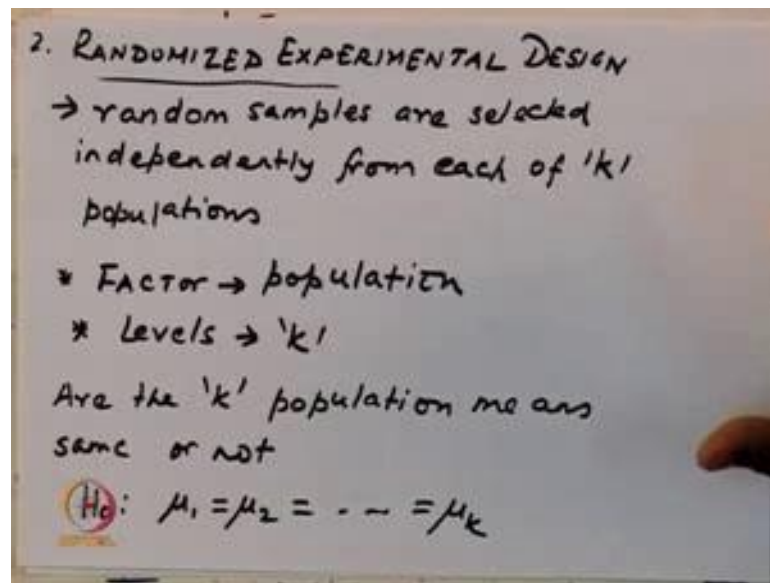 2. RANDOMIZED EXPERIMENTAL DESIGN
→ random samples are selected
independently from each of 'k'
populations
* FACTOR → population
* Levels → 'k'
Are the 'k' population means
same or not
H₀: μ₁ = μ₂ = . - ~ = μₖ